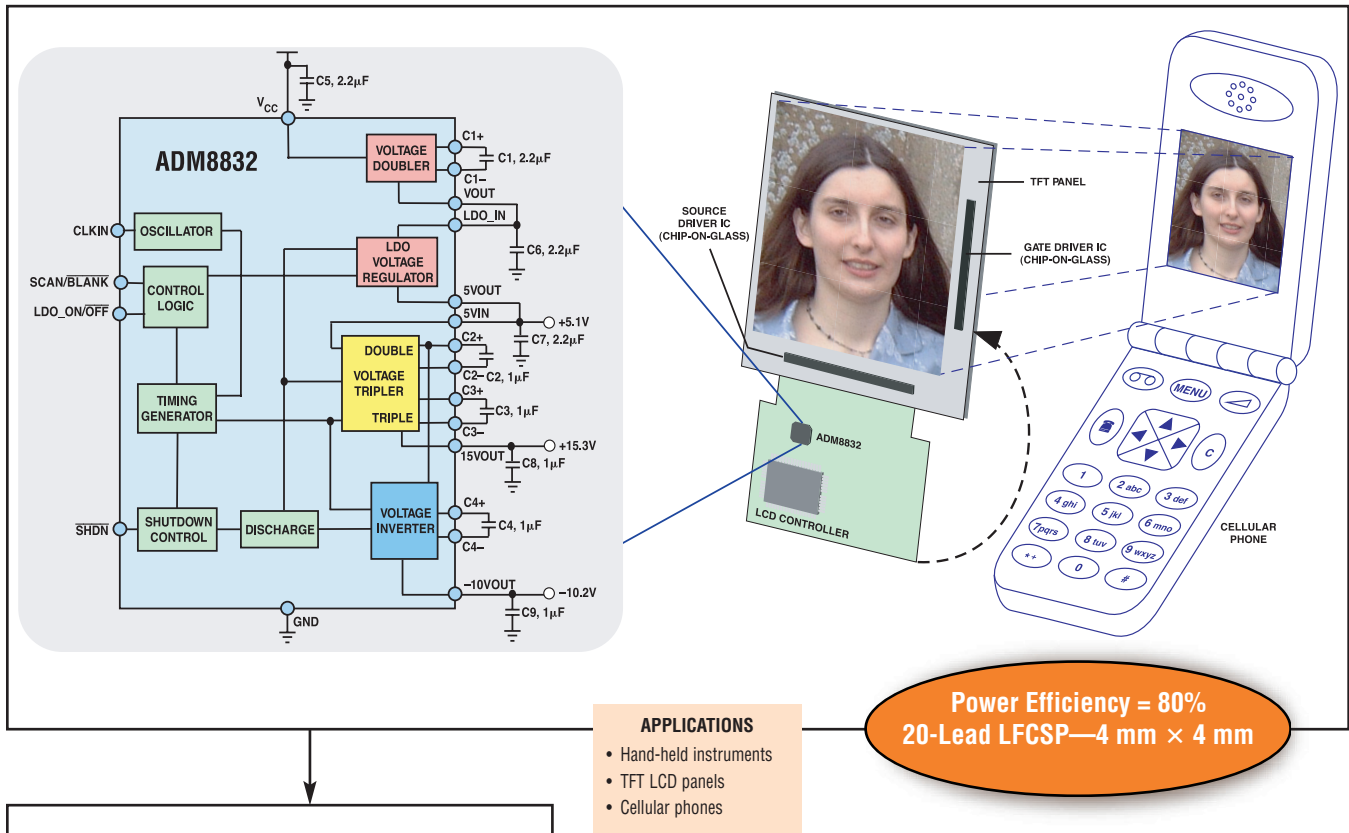 C5, 2.2µF
VCC
ADM8832
VOLTAGE
DOUBLER
C1+
C1, 2.2µF
C1–
VOUT
LDO_IN
C6, 2.2µF
CLKIN
OSCILLATOR
LDO
VOLTAGE
REGULATOR
SCAN/BLANK
CONTROL
LOGIC
LDO_ON/OFF
5VOUT
5VIN
+5.1V
C7, 2.2µF
DOUBLE
VOLTAGE
TRIPLER
TRIPLE
C2+
C2– C2, 1µF
C3+
C3, 1µF
C3–
TIMING
GENERATOR
15VOUT
+15.3V
C8, 1µF
VOLTAGE
INVERTER
C4+
C4, 1µF
C4–
SHDN
SHUTDOWN
CONTROL
DISCHARGE
–10VOUT
–10.2V
C9, 1µF
GND
SOURCE
DRIVER IC
(CHIP-ON-GLASS)
TFT PANEL
GATE DRIVER IC
(CHIP-ON-GLASS)
ADM8832
LCD CONTROLLER
MENU
C
1
2 abc
3 def
4 ghi
5 jkl
6 mno
7pqrs
8 tuv
9 wxyz
*+
0
#
CELLULAR
PHONE
Power Efficiency = 80%
20-Lead LFCSP—4 mm × 4 mm
APPLICATIONS
• Hand-held instruments
• TFT LCD panels
• Cellular phones